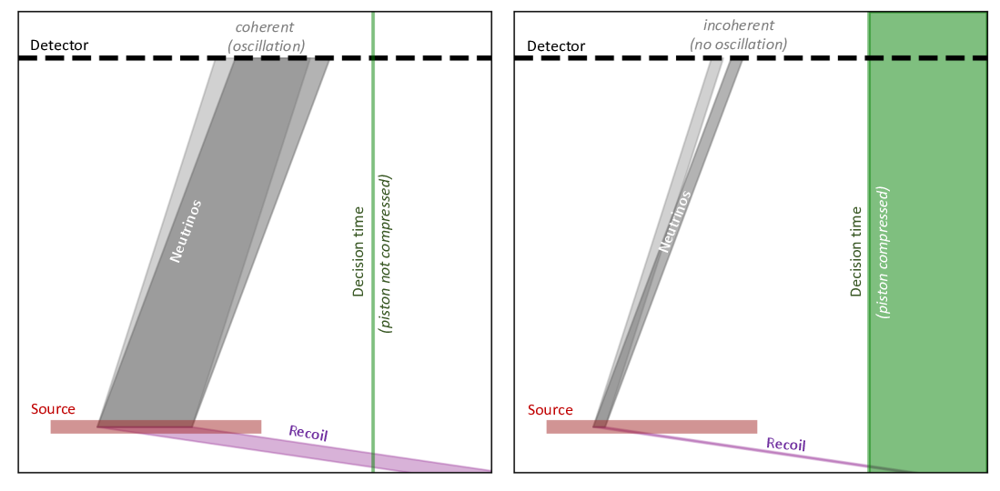 coherent
(oscillation)
Detector
Neutrinos
Decision time
(piston not compressed)
Source
Recoil
incoherent
(no oscillation)
Detector
Neutrinos
Decision time
(piston compressed)
Source
Recoil